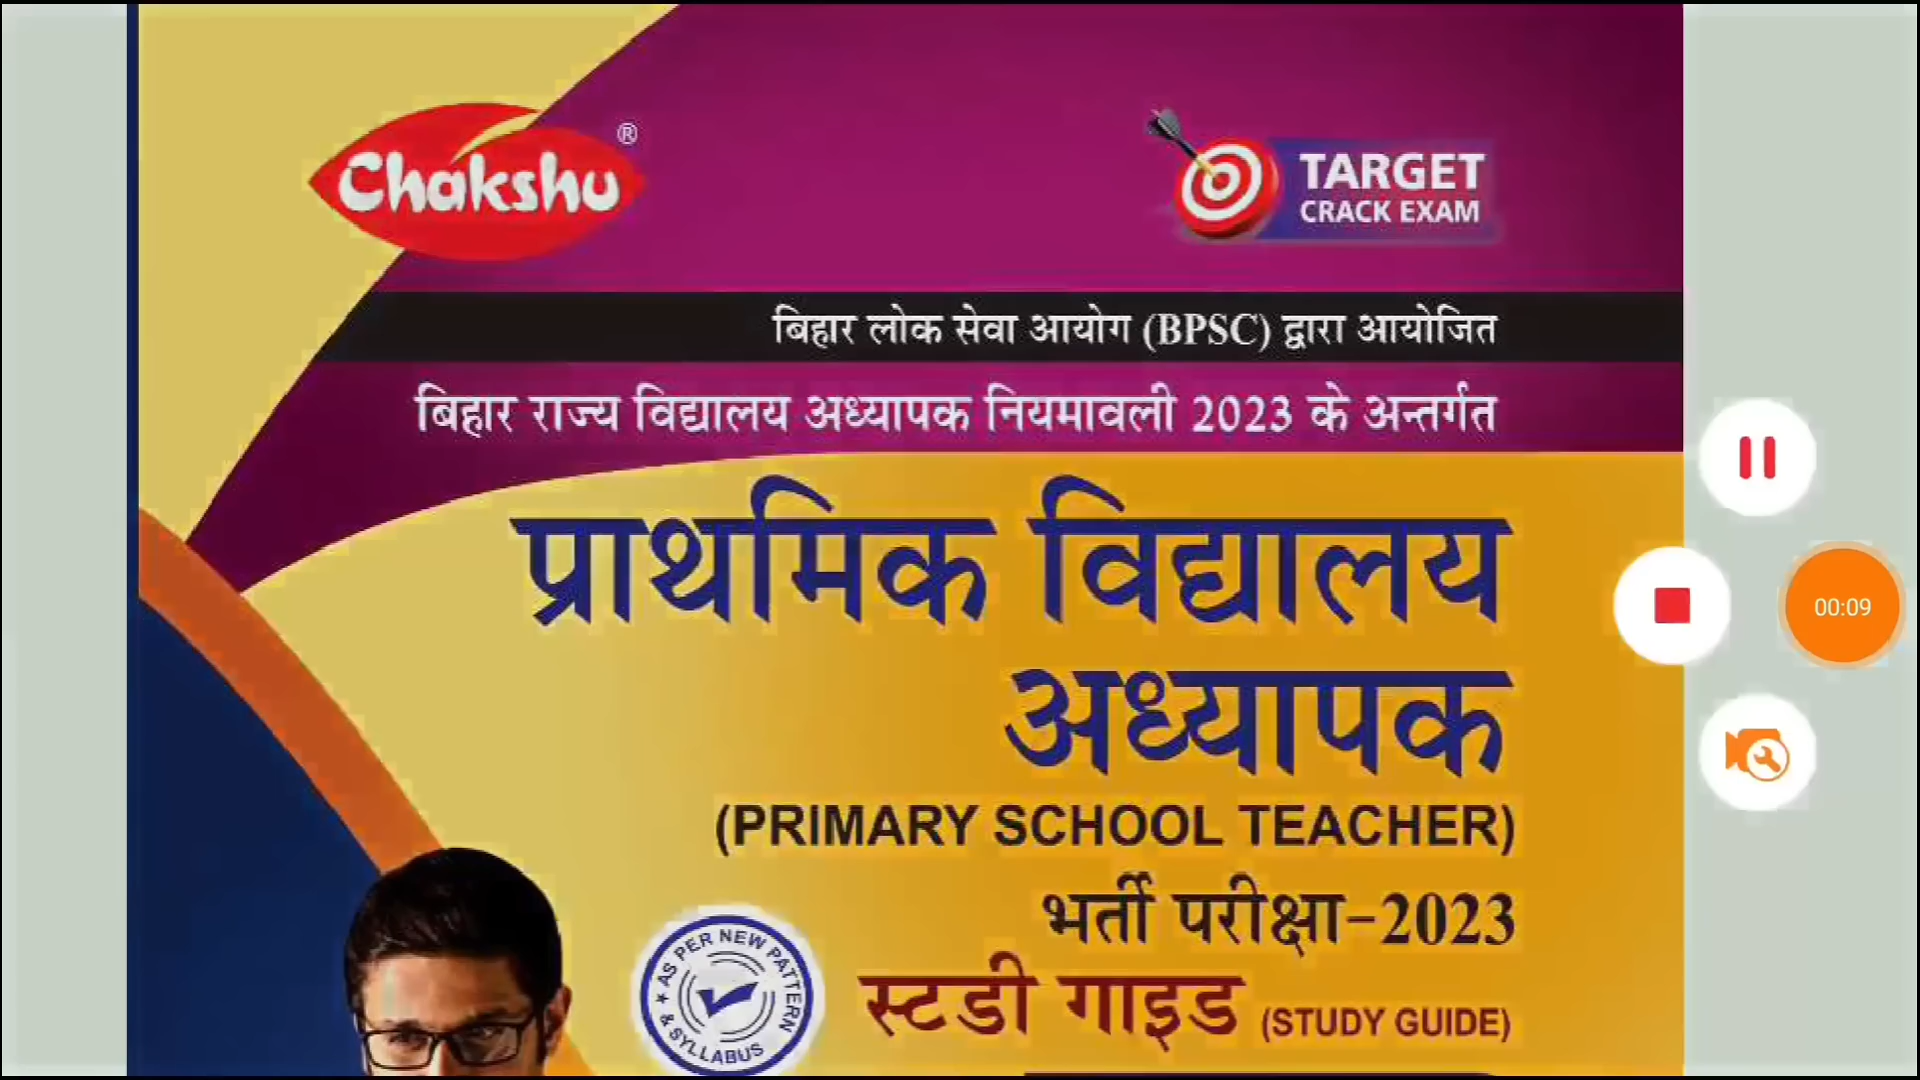 Chakshu ®
TARGET
CRACK EXAM
बिहार लोक सेवा आयोग (BPSC) द्वारा आयोजित
बिहार राज्य विद्यालय अध्यापक नियमावली 2023 के अन्तर्गत
प्राथमिक विद्यालय
अध्यापक
(PRIMARY SCHOOL TEACHER)
भर्ती परीक्षा-2023
AS PER NEW PATTERN & SYLLABUS
स्टडी गाइड (STUDY GUIDE)
00:09